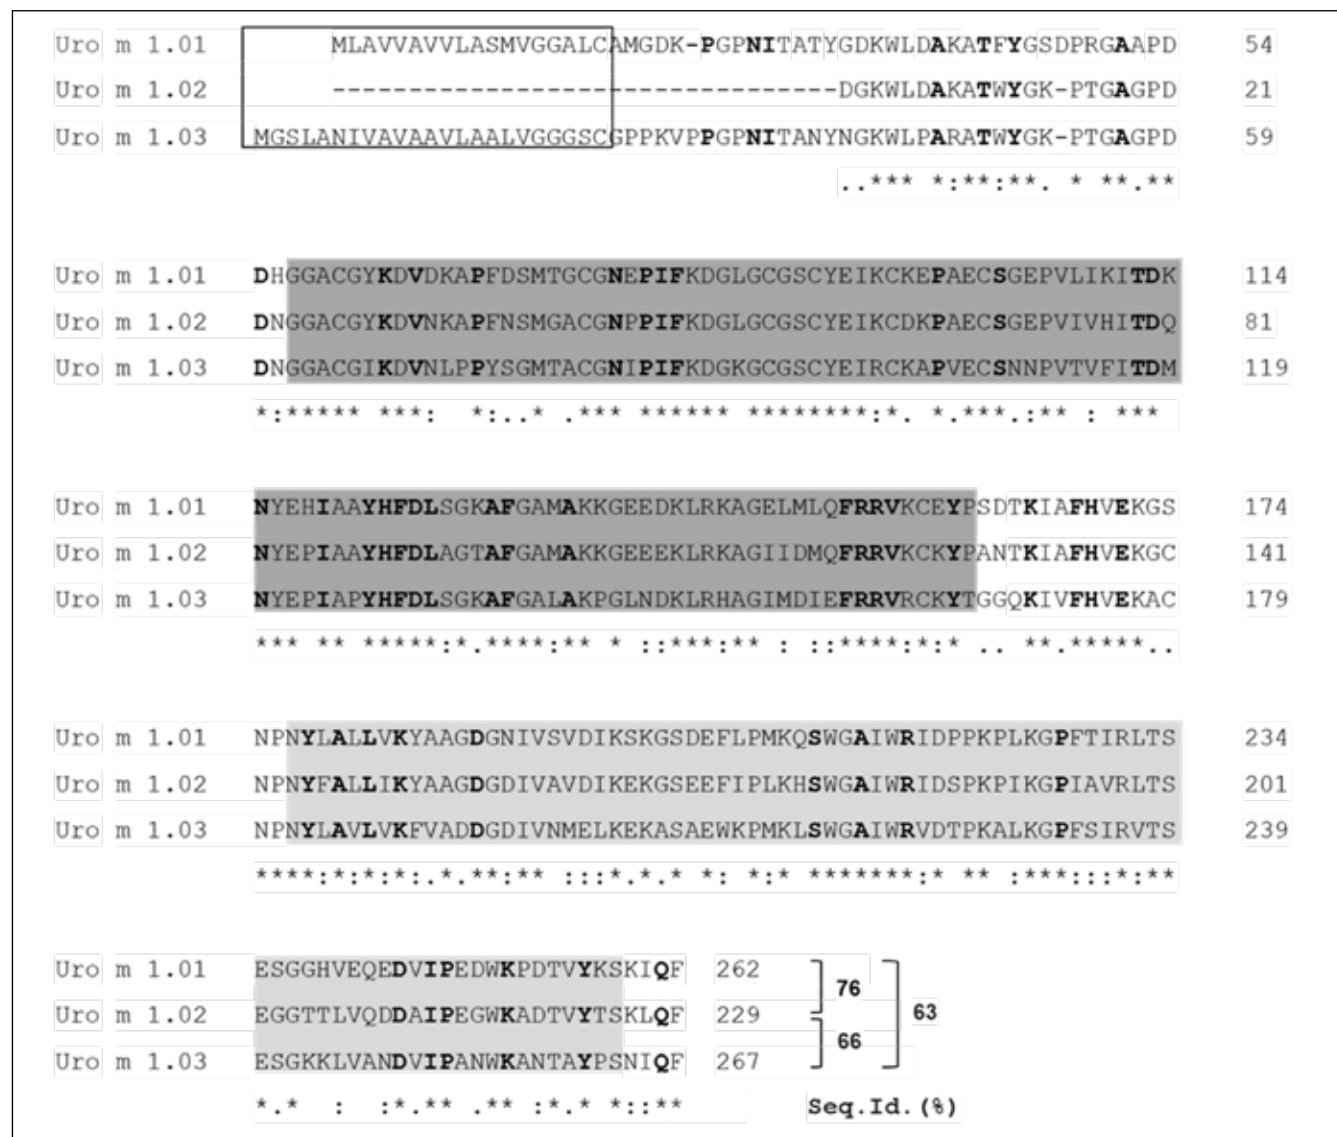 Uro m 1.01 MLAVVAVVLASMVGGALCAMGDK-PGPNITATYGDKWLDAKATFYGSDPRGAAPD 54
Uro m 1.02 --------------------------------DGKWLDAKATWYGK-PTGAGPD 21
Uro m 1.03 MGSLANIVAVAAVLAALVGGGSCGPPKVPPGPNITANYNGKWLPARATWYGK-PTGAGPD 59
..*** *:**:**. * **.**
Uro m 1.01 DHGGACGYKDVDKAPFDSMTGCGNEPIFKDGLGCGSCYEIKCKEPAECSGEPVLIKITDK 114
Uro m 1.02 DNGGACGYKDVNKAPFNSMGACGNPPIFKDGLGCGSCYEIKCDKPAECSGEPVIVHITDQ 81
Uro m 1.03 DNGGACGIKDVNLPPYSGMTACGNIPIFKDGKGCGSCYEIRCKAPVECSNNPVTVFITDM 119
*:***** ***:  *:..* .*** ****** ********:*. *.***.:** : ***
Uro m 1.01 NYEHIAAYHFDLSGKAFGAMAKKGEEDKLRKAGELMLQFRRVKCEYPSDTKIAFHVEKGS 174
Uro m 1.02 NYEPIAAYHFDLAGTAFGAMAKKGEEEKLRKAGIIDMQFRRVKCKYPANTKIAFHVEKGC 141
Uro m 1.03 NYEPIAPYHFDLSGKAFGALAKPGLNDKLRHAGIMDIEFRRVRCKYTGGQKIVFHVEKAC 179
*** ** *****:*.****:** * ::***:** : ::****:*:* .. **.*****..
Uro m 1.01 NPNYLALLVKYAAGDGNIVSVDIKSKGSDEFLPMKQSWGAIWRIDPPKPLKGPFTIRLTS 234
Uro m 1.02 NPNYFALLIKYAAGDGDIVAVDIKEKGSEEFIPLKHSWGAIWRIDSPKPIKGPIAVRLTS 201
Uro m 1.03 NPNYLAVLVKFVADDGDIVNMELKEKASAEWKPMKLSWGAIWRVDTPKALKGPFSIRVTS 239
****:*:*:*:.*.**:** :::*.*.* *: *:* *******:* ** :***:::*:**
Uro m 1.01 ESGGHVEQEDVIPEDWKPDTVYKSKIQF 262
Uro m 1.02 EGGTTLVQDDAIPEGWKADTVYTSKLQF 229
Uro m 1.03 ESGKKLVANDVIPANWKANTAYPSNIQF 267
76
66
63
*.*  :  :*.** .** :*.* *::** Seq.Id.(%)